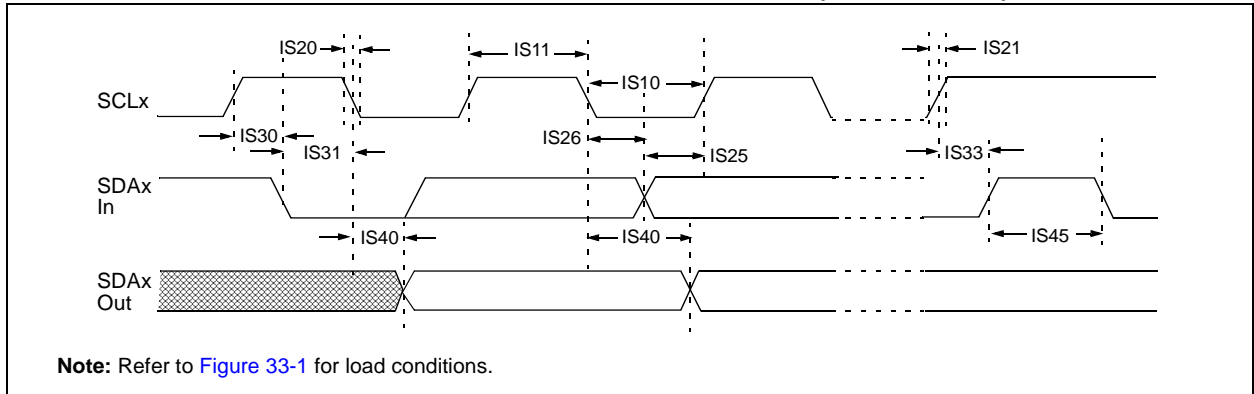 IS20
IS11
IS21
IS10
SCLx
IS30
IS26
IS31
IS25
IS33
SDAx
In
IS40
IS40
IS45
SDAx
Out
Note: Refer to Figure 33-1 for load conditions.